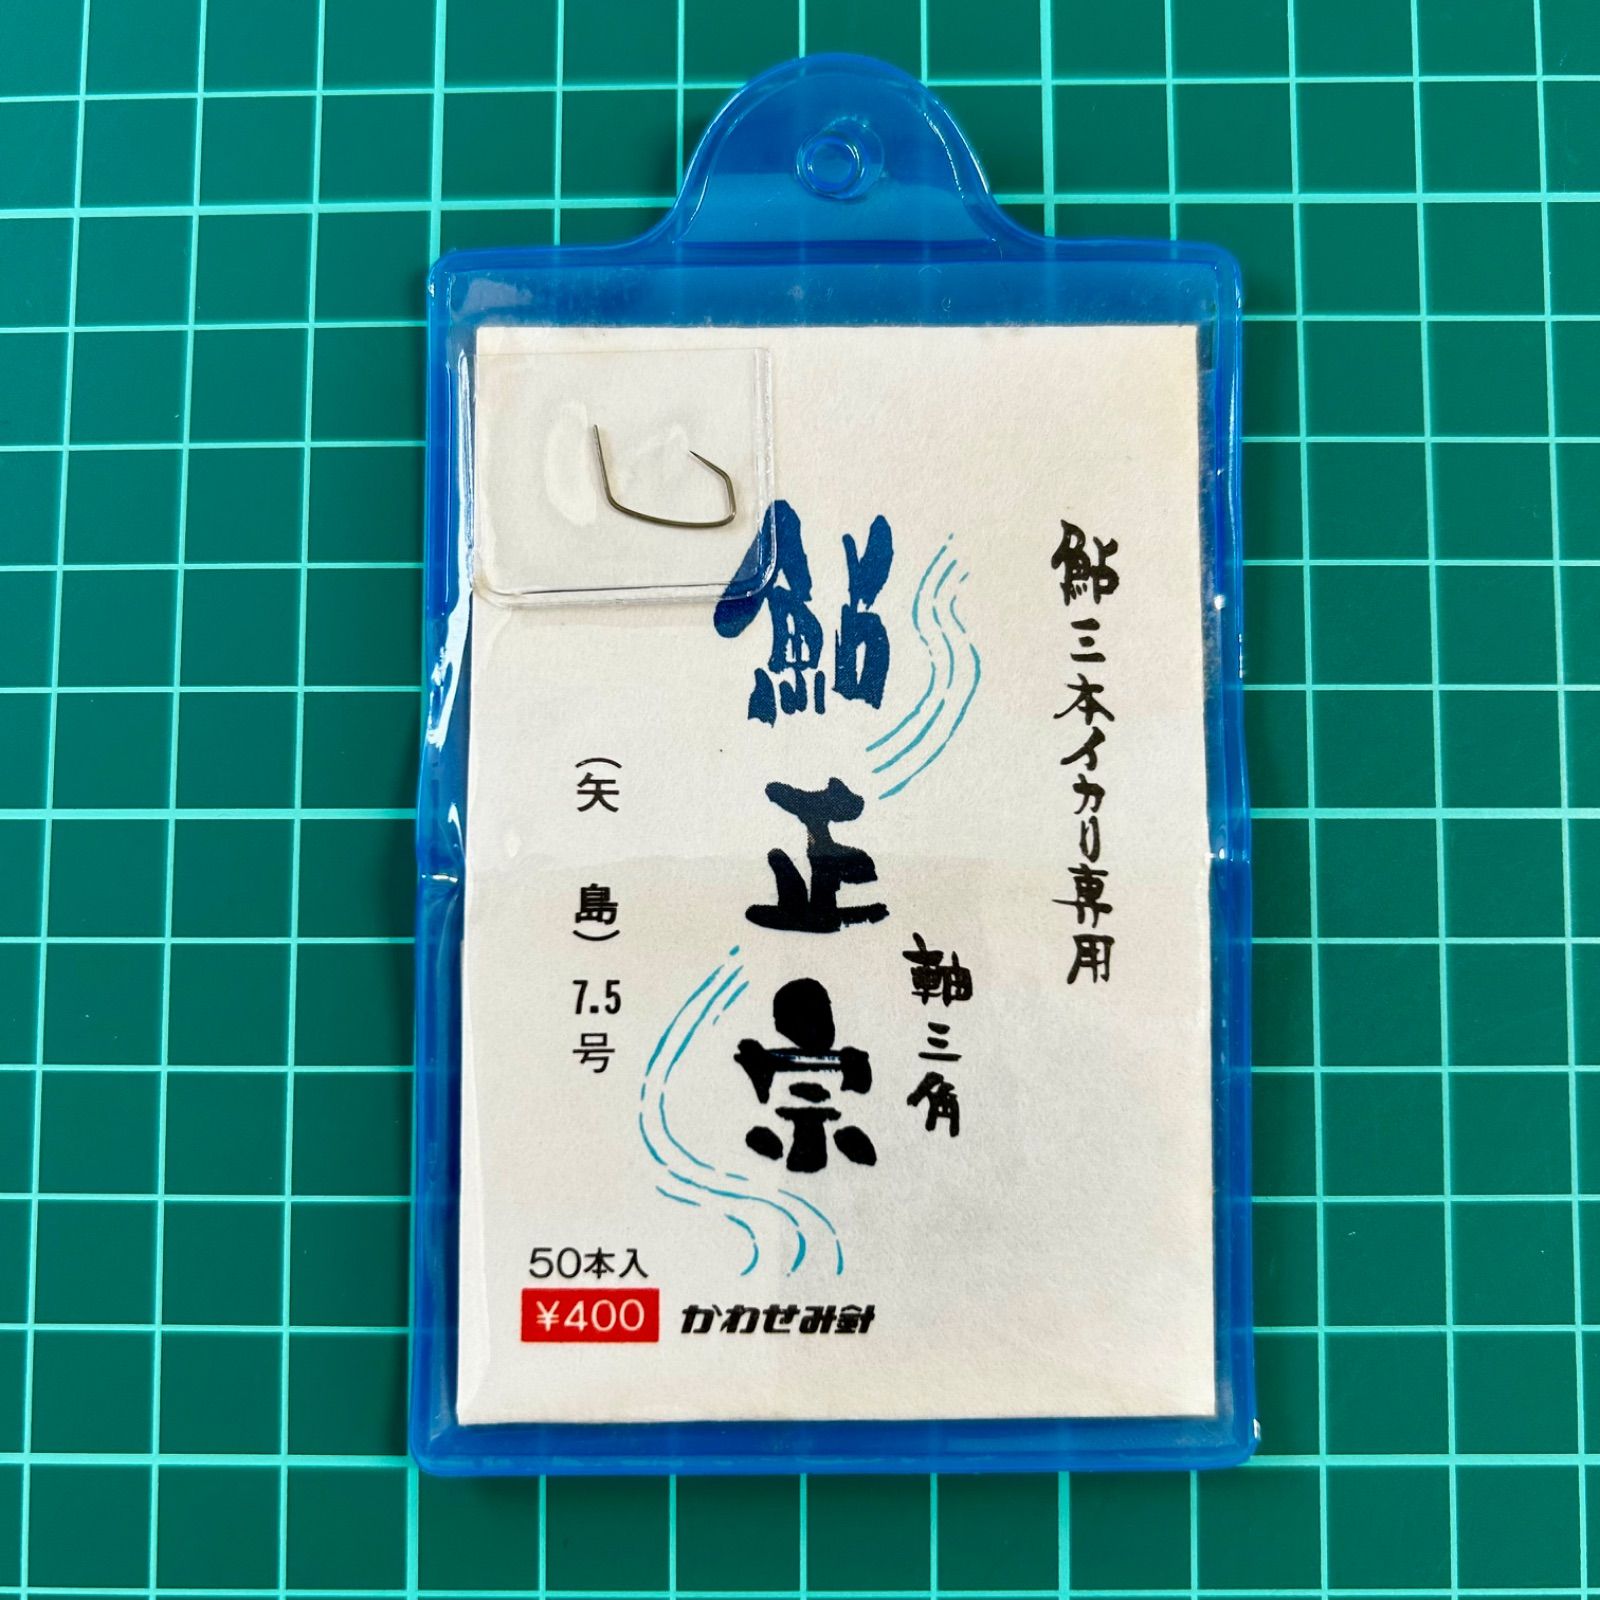 鮎三本イカリ専用
軸三角
鮎正宗
（矢島）7.5号
50本入
¥400
かわせみ針